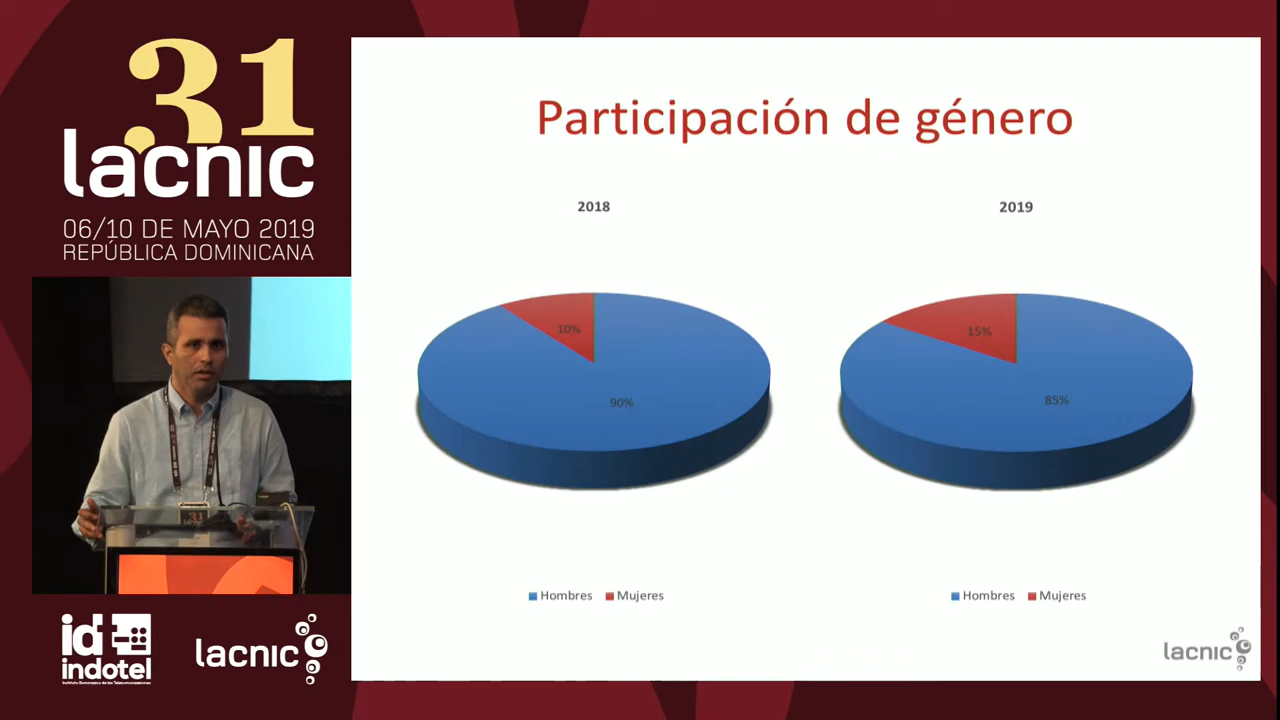 31
lacnic
06/10 DE MAYO 2019
REPÚBLICA DOMINICANA
Participación de género
2018
2019
10%
90%
15%
85%
Hombres Mujeres
Hombres Mujeres
31
id
indotel
lacnic
lacnic